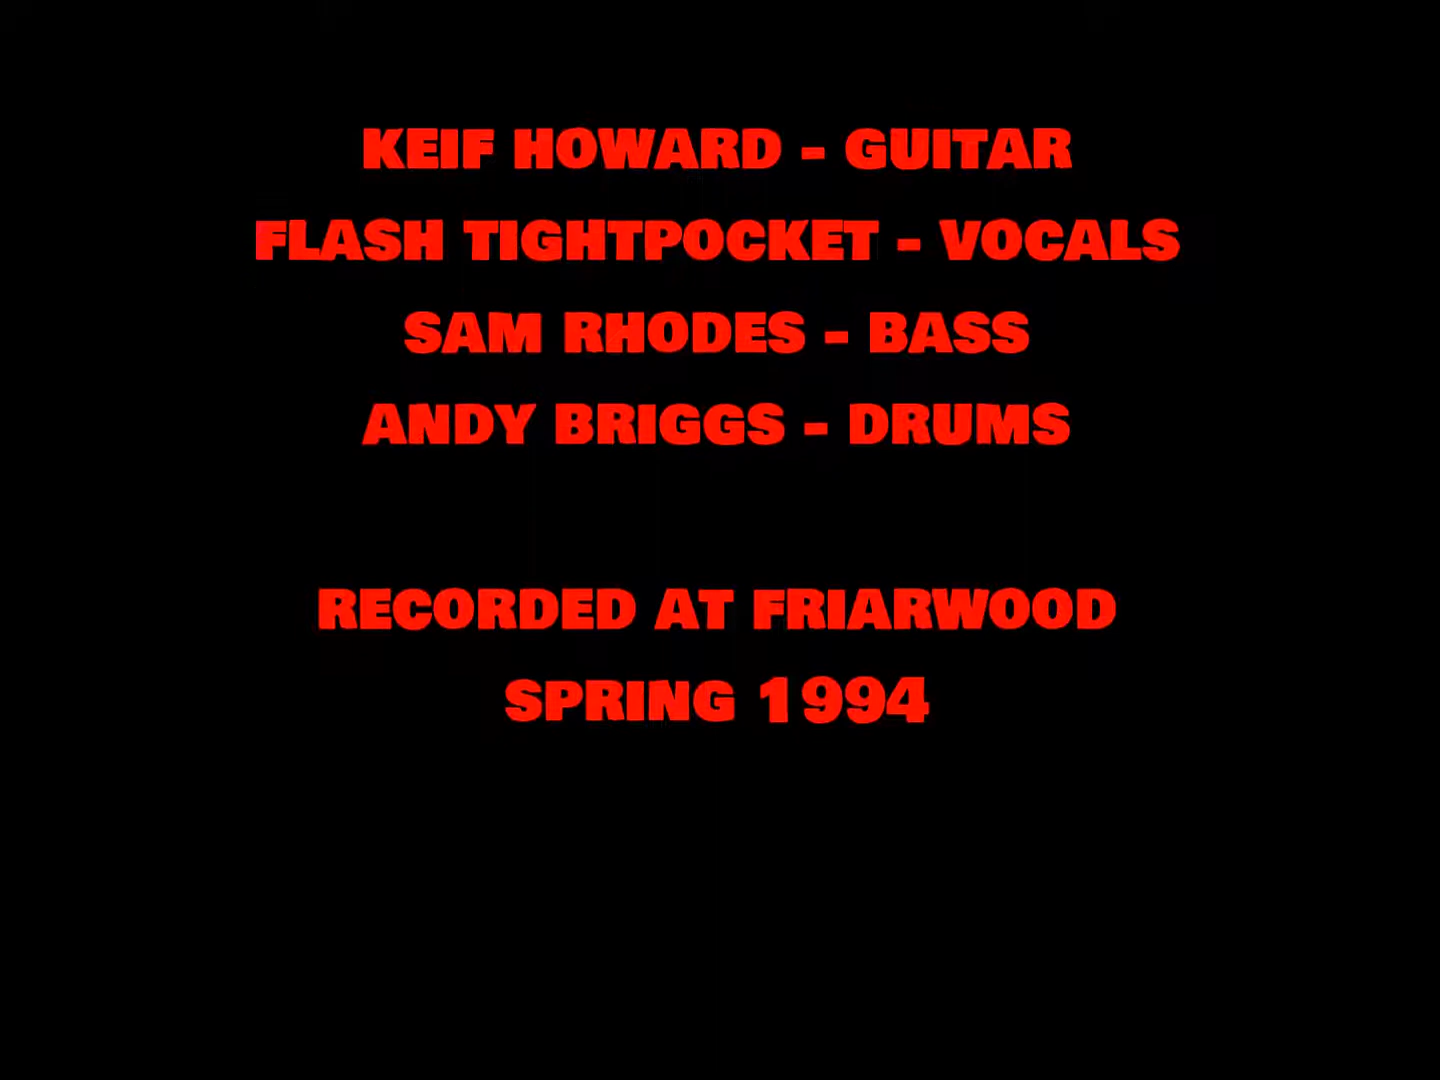 KEIF HOWARD - GUITAR
FLASH TIGHTPOCKET - VOCALS
SAM RHODES - BASS
ANDY BRIGGS - DRUMS
RECORDED AT FRIARWOOD
SPRING 1994